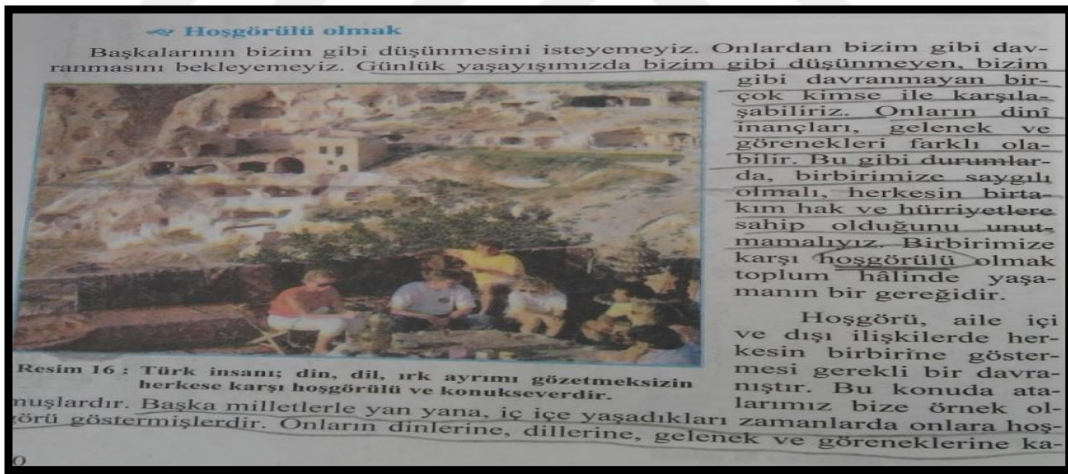 Hoşgörülü olmak
Başkalarının bizim gibi düşünmesini isteyemeyiz. Onlardan bizim gibi dav-
ranmasını bekleyemeyiz. Günlük yaşayışımızda bizim gibi düşünmeyen, bizim
gibi davranmayan bir-
çok kimse ile karşıla-
şabiliriz. Onların dinî
inançları, gelenek ve
görenekleri farklı ola-
bilir. Bu gibi durumlar-
da, birbirimize saygılı
olmalı, herkesin birta-
kım hak ve hürriyetlere
sahip olduğunu unut-
mamalıyız. Birbirimize
karşı hoşgörülü olmak
toplum hâlinde yaşa-
manın bir gereğidir.
Hoşgörü, aile içi
ve dışı ilişkilerde her-
kesin birbirine göster-
mesi gerekli bir davra-
nıştır. Bu konuda ata-
larımız bize örnek ol-
Resim 16 : Türk insanı; din, dil, ırk ayrımı gözetmeksizin
herkese karşı hoşgörülü ve konukseverdir.
muşlardır. Başka milletlerle yan yana, iç içe yaşadıkları zamanlarda onlara hoş-
görü göstermişlerdir. Onların dinlerine, dillerine, gelenek ve göreneklerine ka-